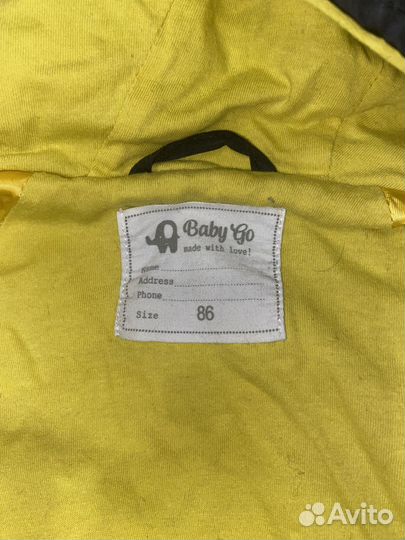 Baby Go
made with love!
Name
Address
Phone
Size 86
Avito